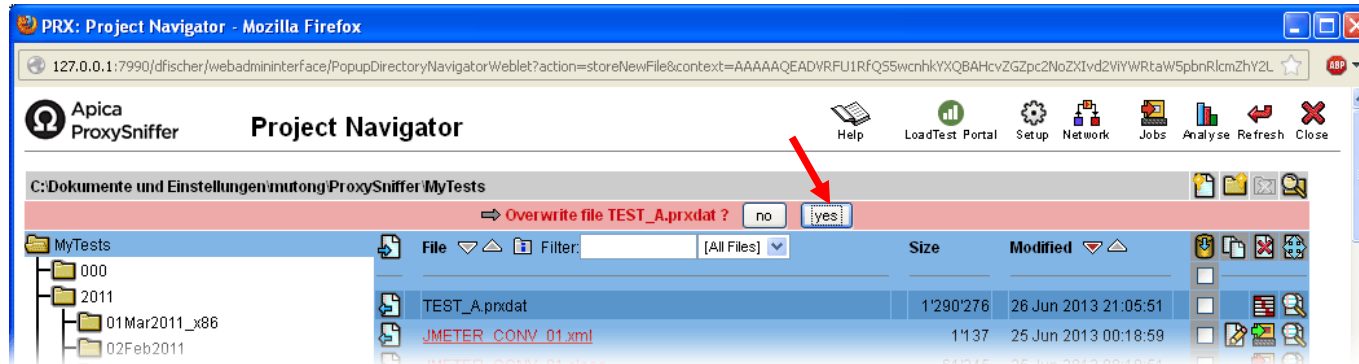 PRX: Project Navigator - Mozilla Firefox
127.0.0.1:7990/dfischer/webadmininterface/PopupDirectoryNavigatorWeblet?action=storeNewFile&context=
ABP
Apica
ProxySniffer
Project Navigator
Help
LoadTest Portal
Setup
Network
Jobs
Analyse
Refresh
Close
C:\Dokumente und Einstellungen\mutong\ProxySniffer\MyTests
Overwrite file TEST_A.prxdat ? no yes
MyTests
File Filter: [All Files] Size Modified
000
2011
TEST_A.prxdat 1'290'276 26 Jun 2013 21:05:51
01Mar2011_x86
JMETER_CONV_01.xml 1'137 25 Jun 2013 00:18:59
02Feb2011